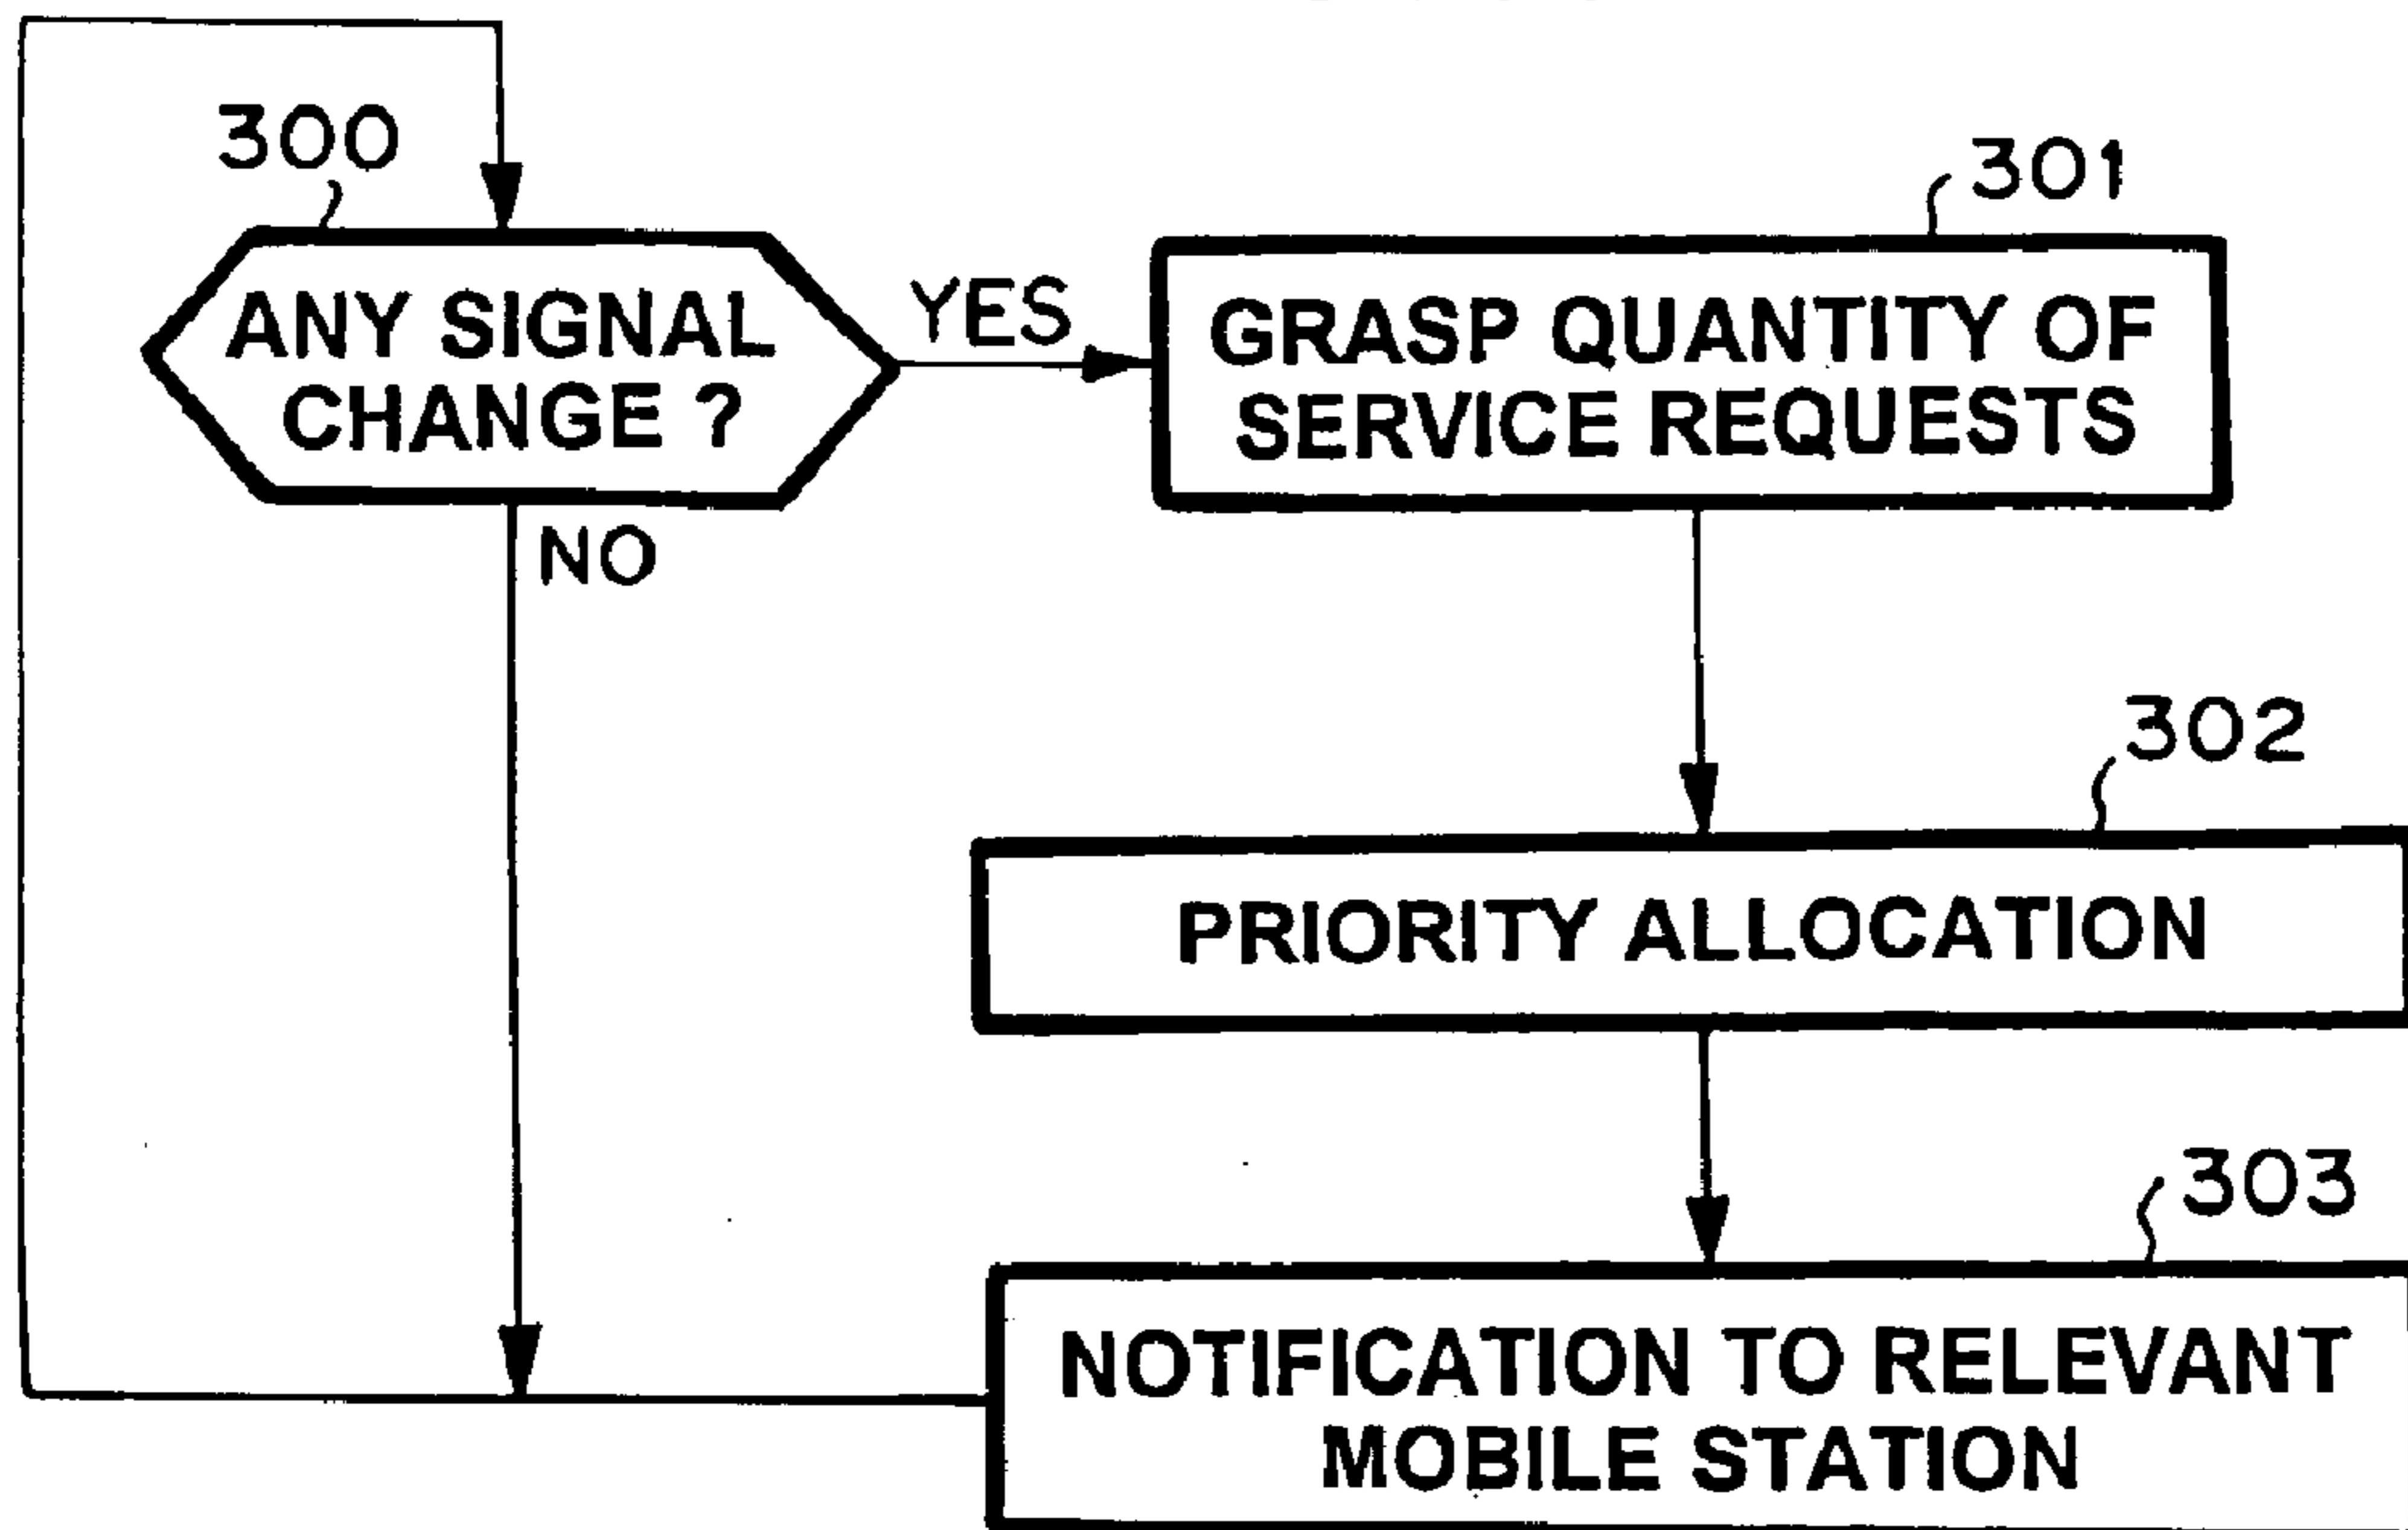 300
ANY SIGNAL
CHANGE ?
YES
NO
301
GRASP QUANTITY OF
SERVICE REQUESTS
302
PRIORITY ALLOCATION
303
NOTIFICATION TO RELEVANT
MOBILE STATION